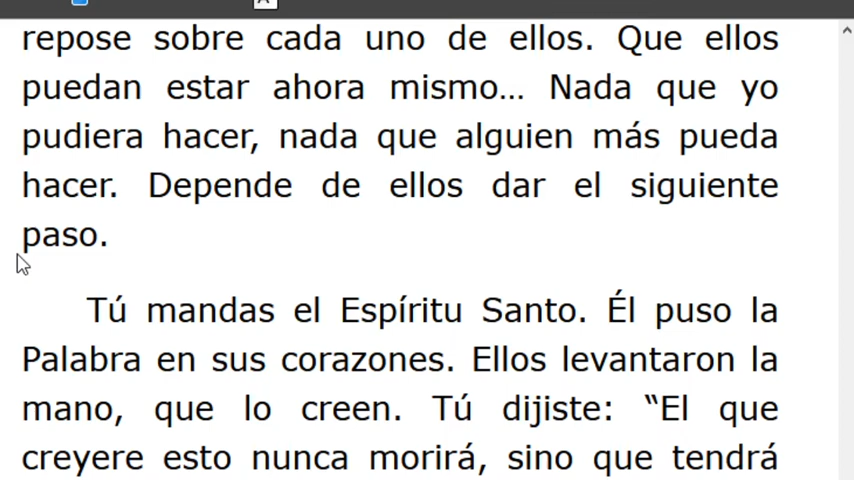 repose sobre cada uno de ellos. Que ellos
puedan estar ahora mismo... Nada que yo
pudiera hacer, nada que alguien más pueda
hacer. Depende de ellos dar el siguiente
paso.
Tú mandas el Espíritu Santo. Él puso la
Palabra en sus corazones. Ellos levantaron la
mano, que lo creen. Tú dijiste: “El que
creyere esto nunca morirá, sino que tendrá